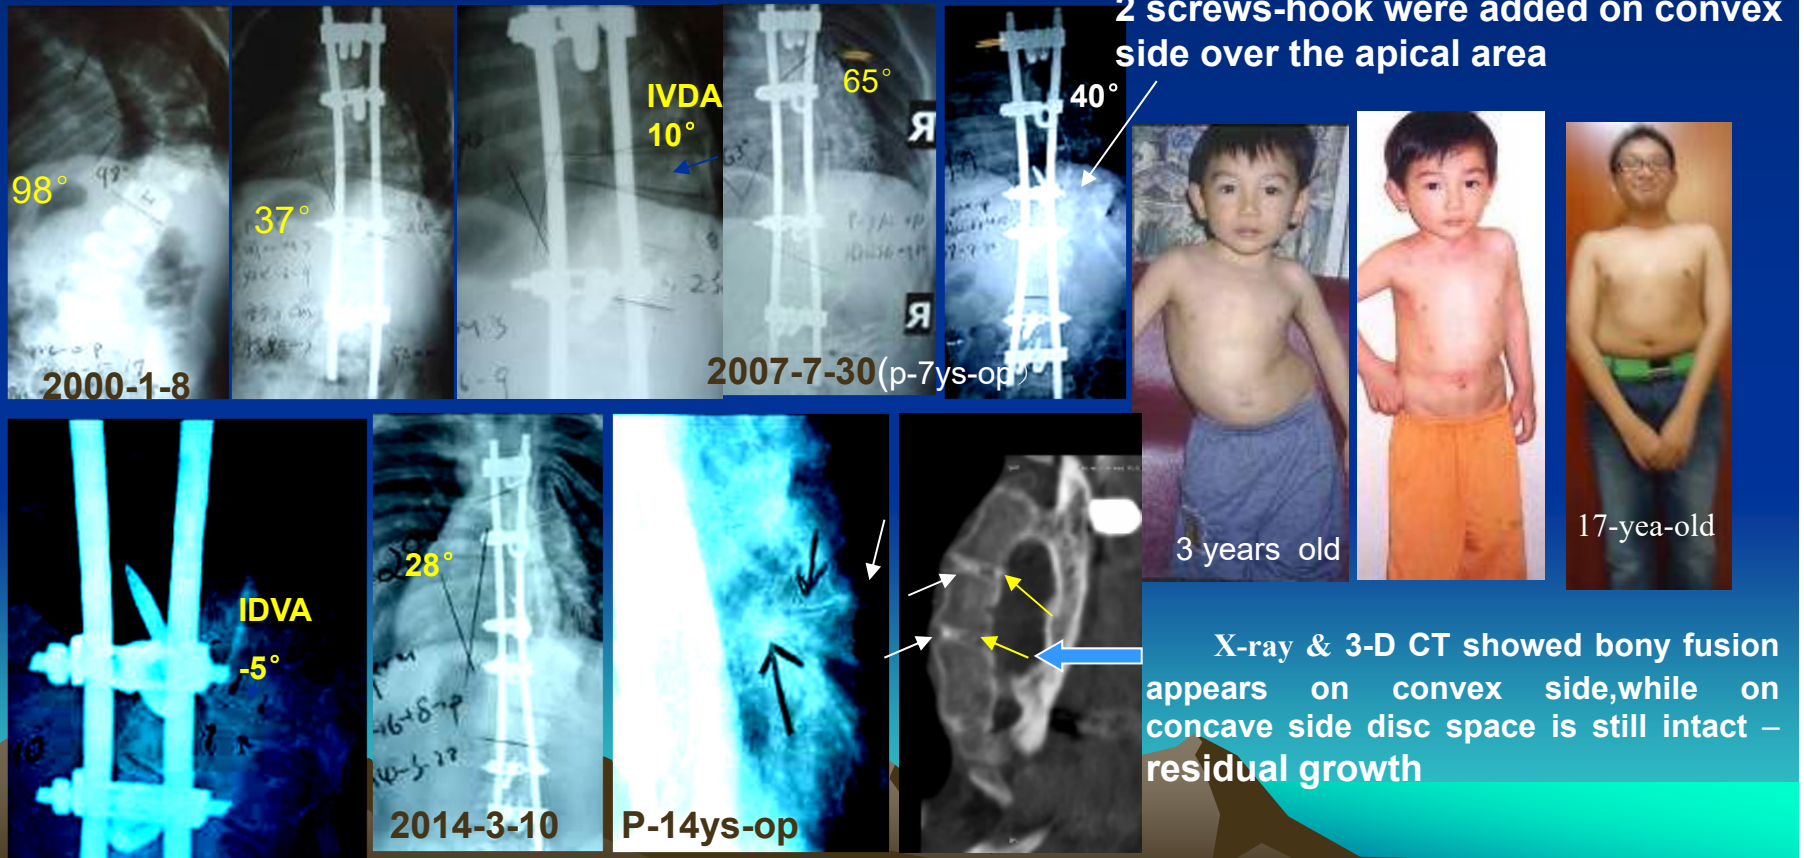 2 screws-hook were added on convex
side over the apical area
98°
98°
2000-1-8
37°
IVDA
10°
65°
63°
R
R
2007-7-30(p-7ys-op）
40°
3 years old
17-yea-old
IDVA
-5°
28°
2014-3-10
P-14ys-op
X-ray & 3-D CT showed bony fusion
appears on convex side,while on
concave side disc space is still intact –
residual growth